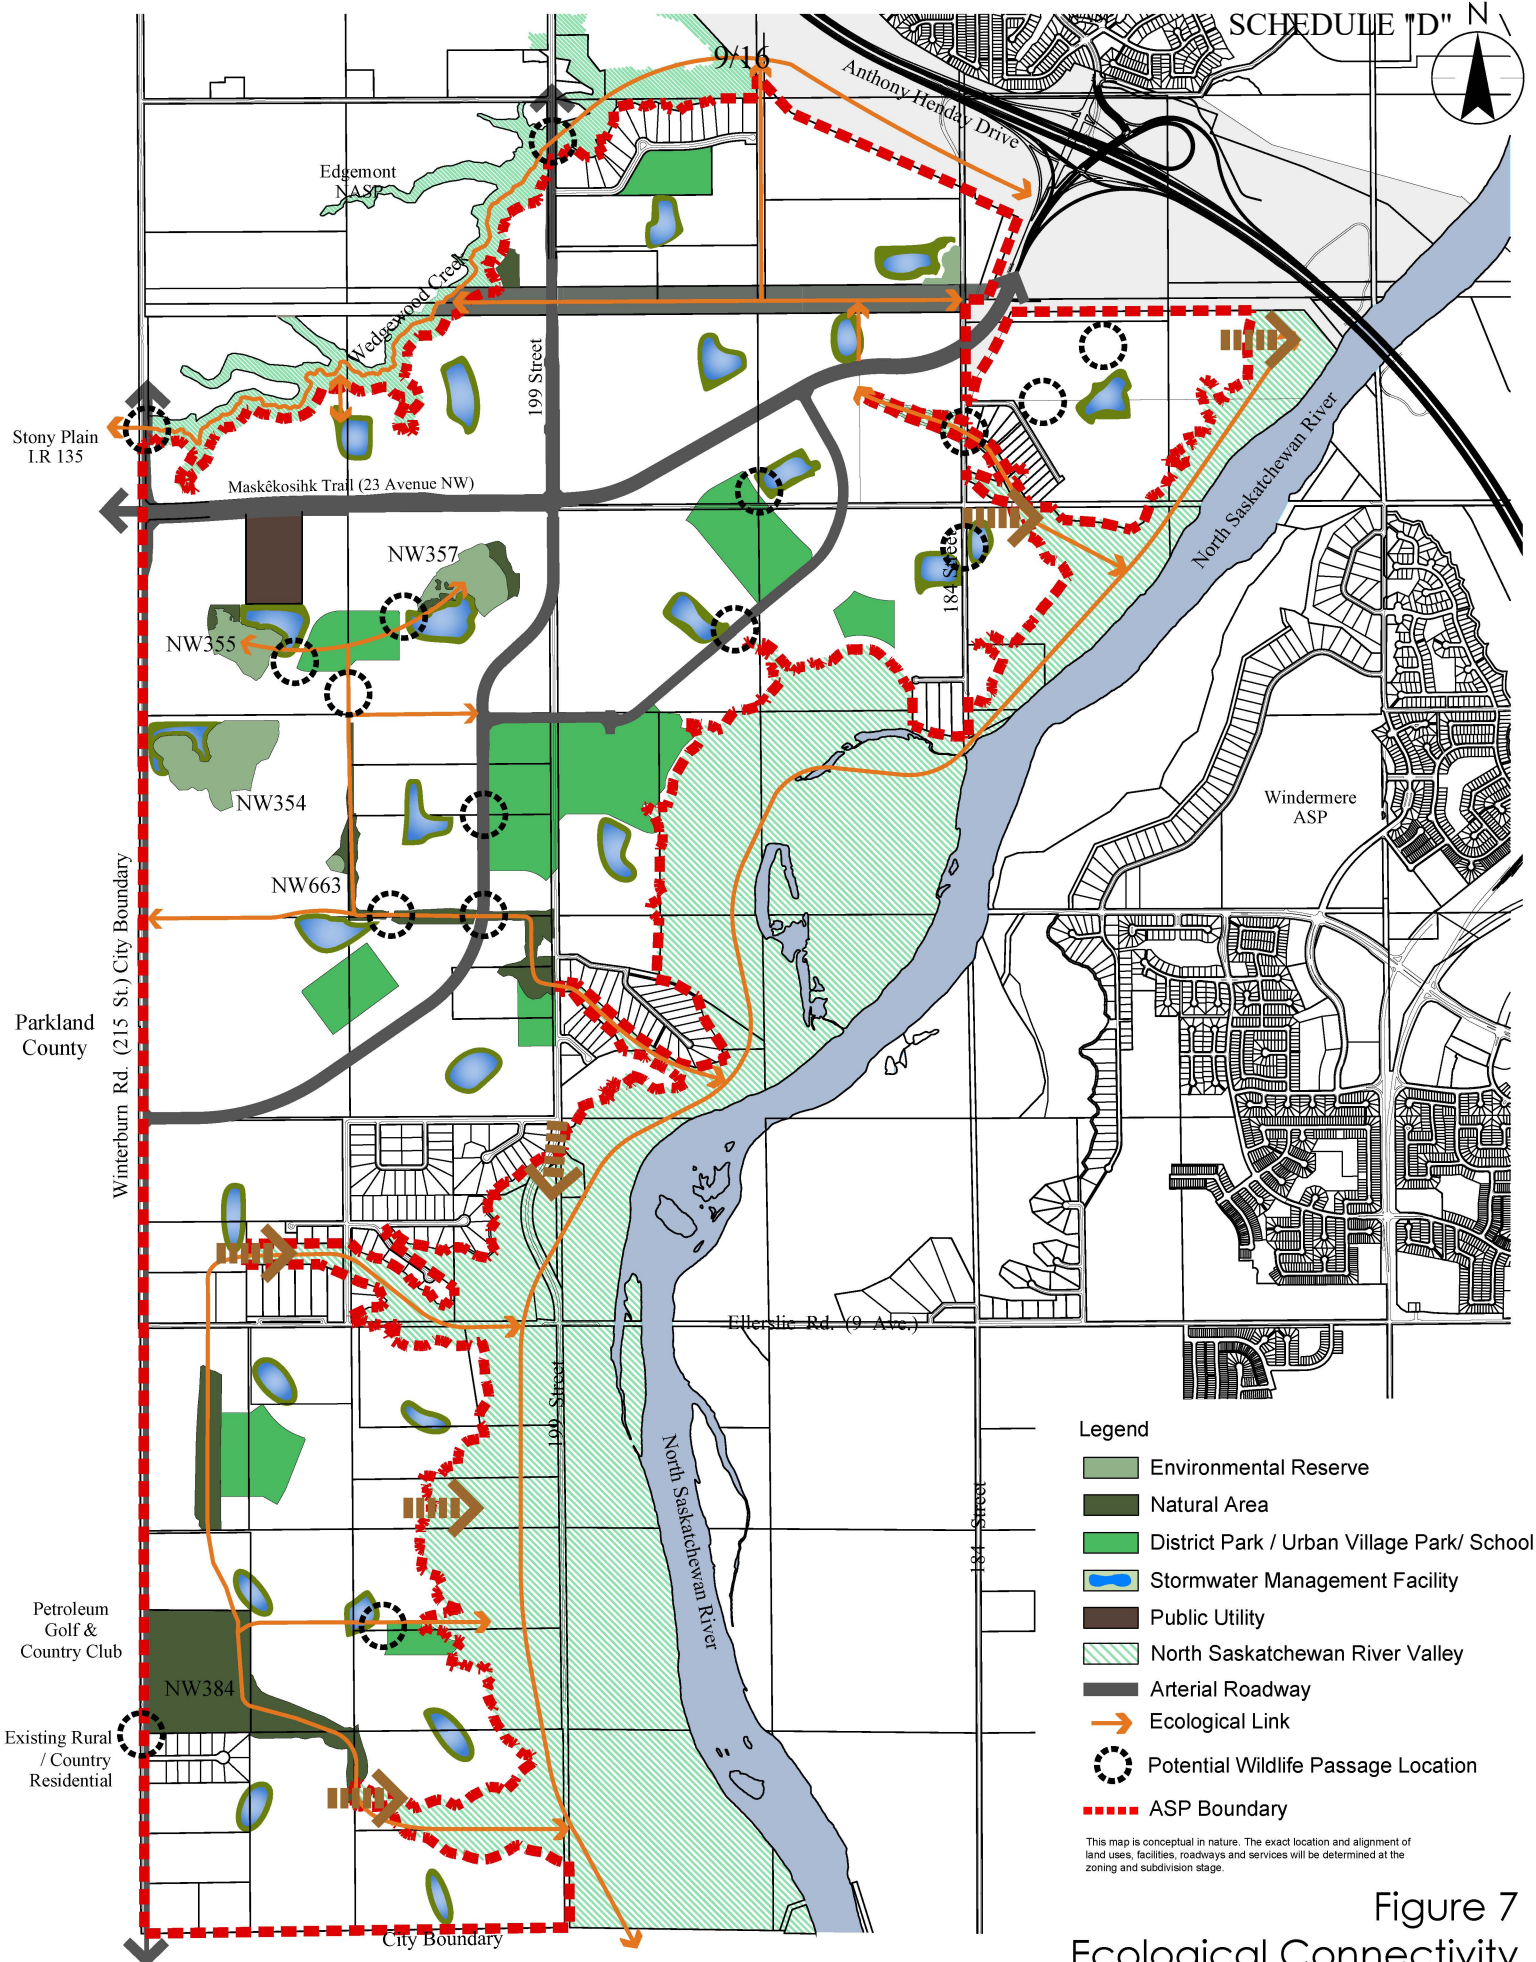 SCHEDULE "D"
N
9/16
Anthony Henday Drive
Edgemont
NASP
Wedgewood Creek
199 Street
Stony Plain
I.R 135
Maskêkosihk Trail (23 Avenue NW)
North Saskatchewan River
NW357
184 Street
NW355
NW354
Windermere
ASP
NW663
Winterburn Rd. (215 St.) City Boundary
Parkland
County
Ellerslie Rd. (9 Ave.)
199 Street
North Saskatchewan River
184 Street
Petroleum
Golf &
Country Club
NW384
Existing Rural
/ Country
Residential
City Boundary
Legend
Environmental Reserve
Natural Area
District Park / Urban Village Park/ School
Stormwater Management Facility
Public Utility
North Saskatchewan River Valley
Arterial Roadway
Ecological Link
Potential Wildlife Passage Location
ASP Boundary
This map is conceptual in nature. The exact location and alignment of
land uses, facilities, roadways and services will be determined at the
zoning and subdivision stage.
Figure 7
Ecological Connectivity